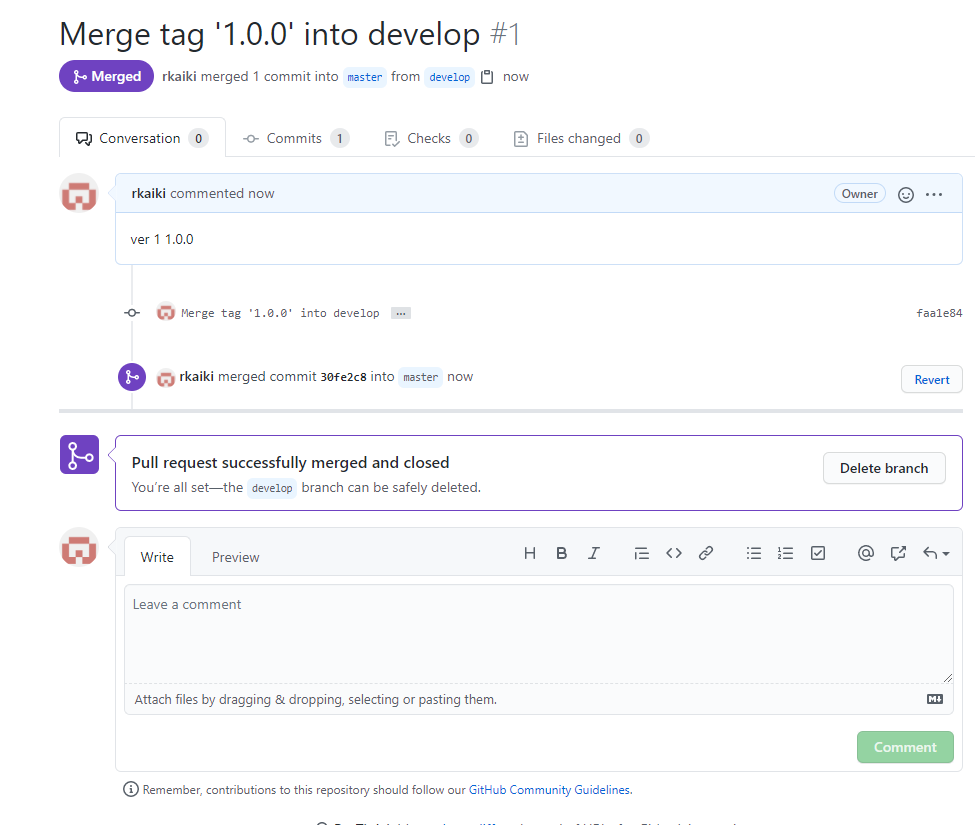 Merge tag '1.0.0' into develop #1
Merged rkaiki merged 1 commit into master from develop now
Conversation 0 Commits 1 Checks 0 Files changed 0
rkaiki commented now Owner
ver 1 1.0.0
Merge tag '1.0.0' into develop … faa1e84
rkaiki merged commit 30fe2c8 into master now Revert
Pull request successfully merged and closed
Delete branch
You’re all set—the develop branch can be safely deleted.
Write Preview
Leave a comment
Attach files by dragging & dropping, selecting or pasting them.
Comment
Remember, contributions to this repository should follow our GitHub Community Guidelines.